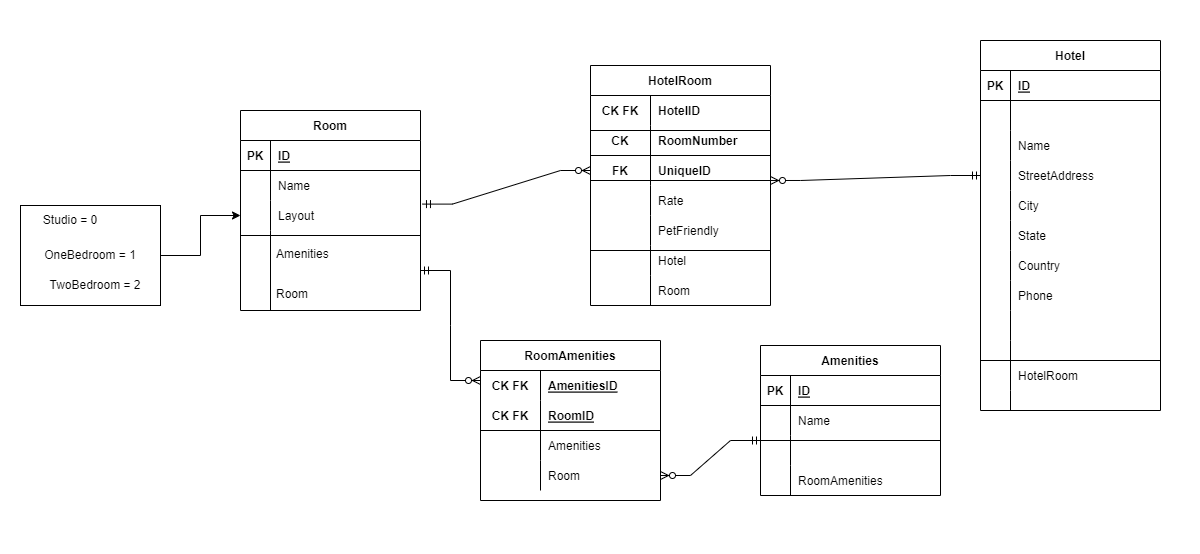 Studio = 0
OneBedroom = 1
TwoBedroom = 2
Room
PK ID
Name
Layout
Amenities
Room
HotelRoom
CK FK HotelID
CK RoomNumber
FK UniqueID
Rate
PetFriendly
Hotel
Room
Hotel
PK ID
Name
StreetAddress
City
State
Country
Phone
HotelRoom
RoomAmenities
CK FK AmenitiesID
CK FK RoomID
Amenities
Room
Amenities
PK ID
Name
RoomAmenities